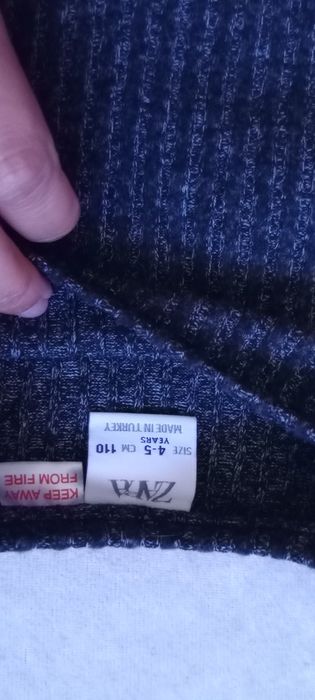 ZARA
SIZE 4-5 CM 110
YEARS
MADE IN TURKEY
KEEP AWAY
FROM FIRE